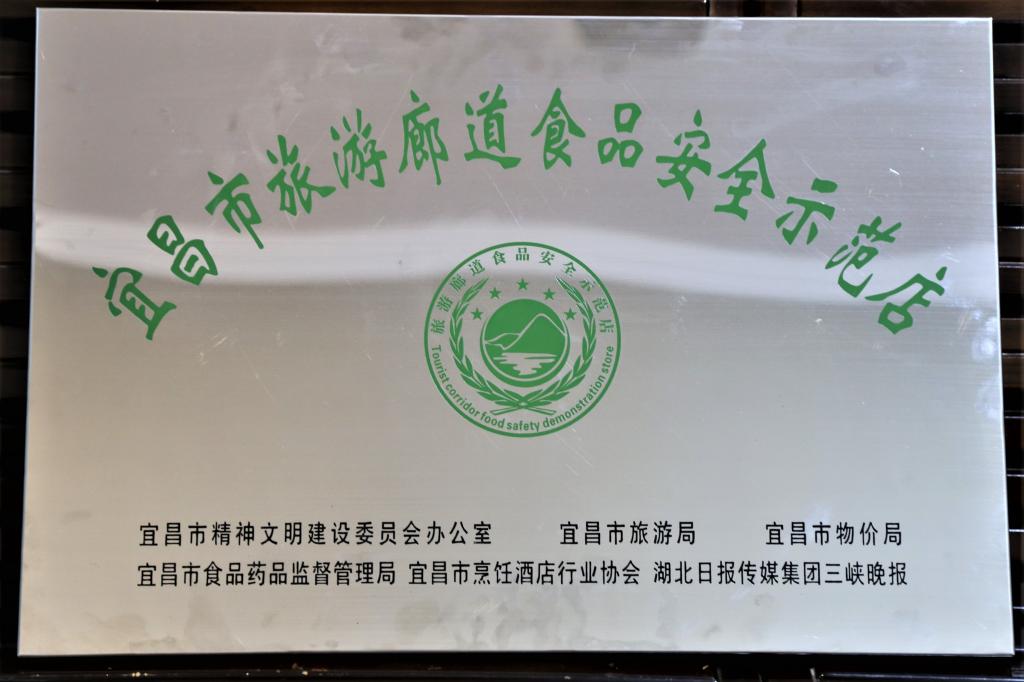 宜昌市旅游廊道食品安全示范店
旅游廊道食品安全示范店
Tourist corridor food safety demonstration store
宜昌市精神文明建设委员会办公室 宜昌市旅游局 宜昌市物价局
宜昌市食品药品监督管理局 宜昌市烹饪酒店行业协会 湖北日报传媒集团三峡晚报